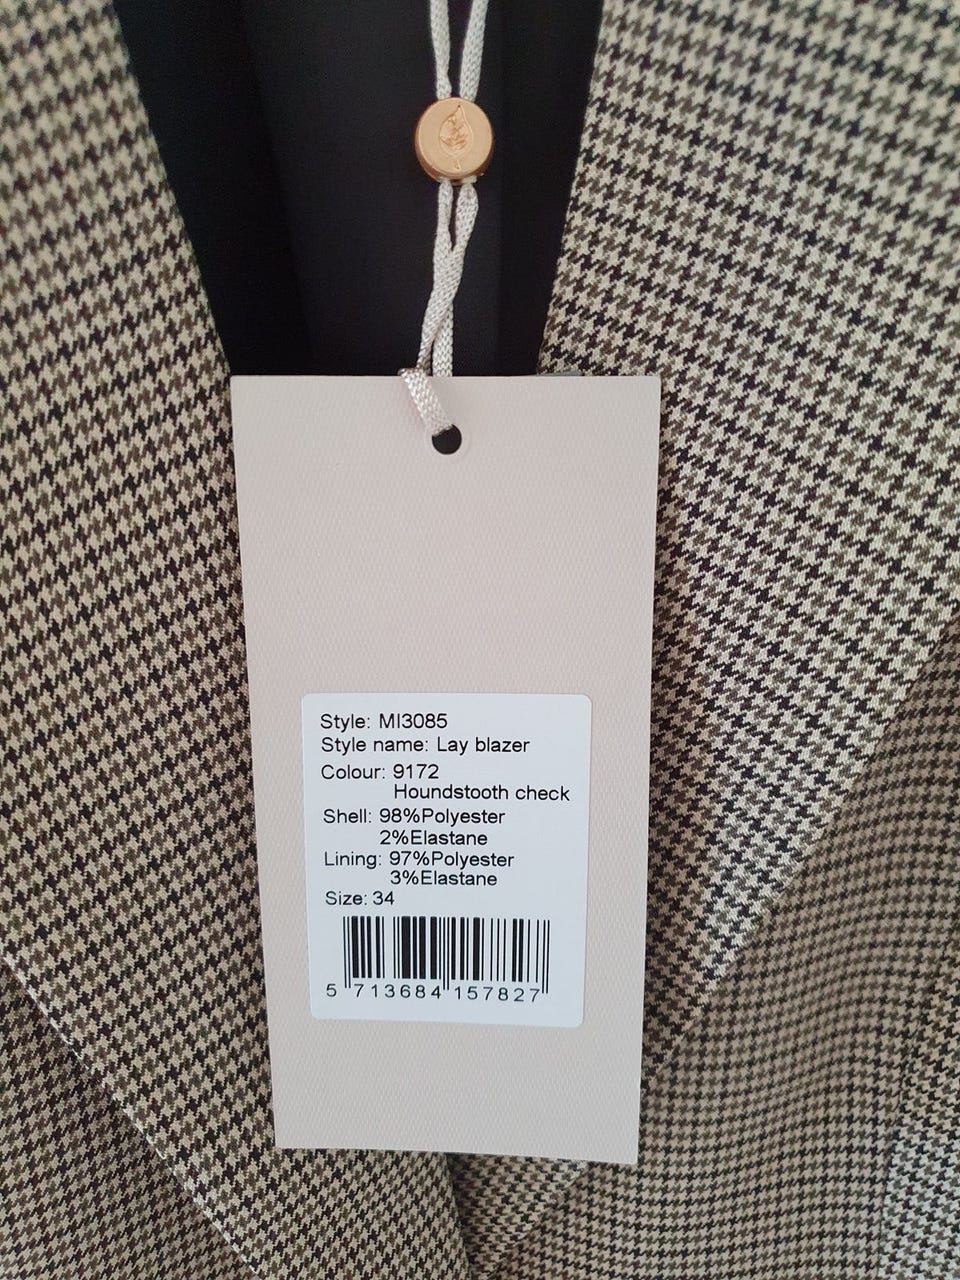 Style: MI3085
Style name: Lay blazer
Colour: 9172
Houndstooth check
Shell: 98%Polyester
2%Elastane
Lining: 97%Polyester
3%Elastane
Size: 34
5 713684 157827